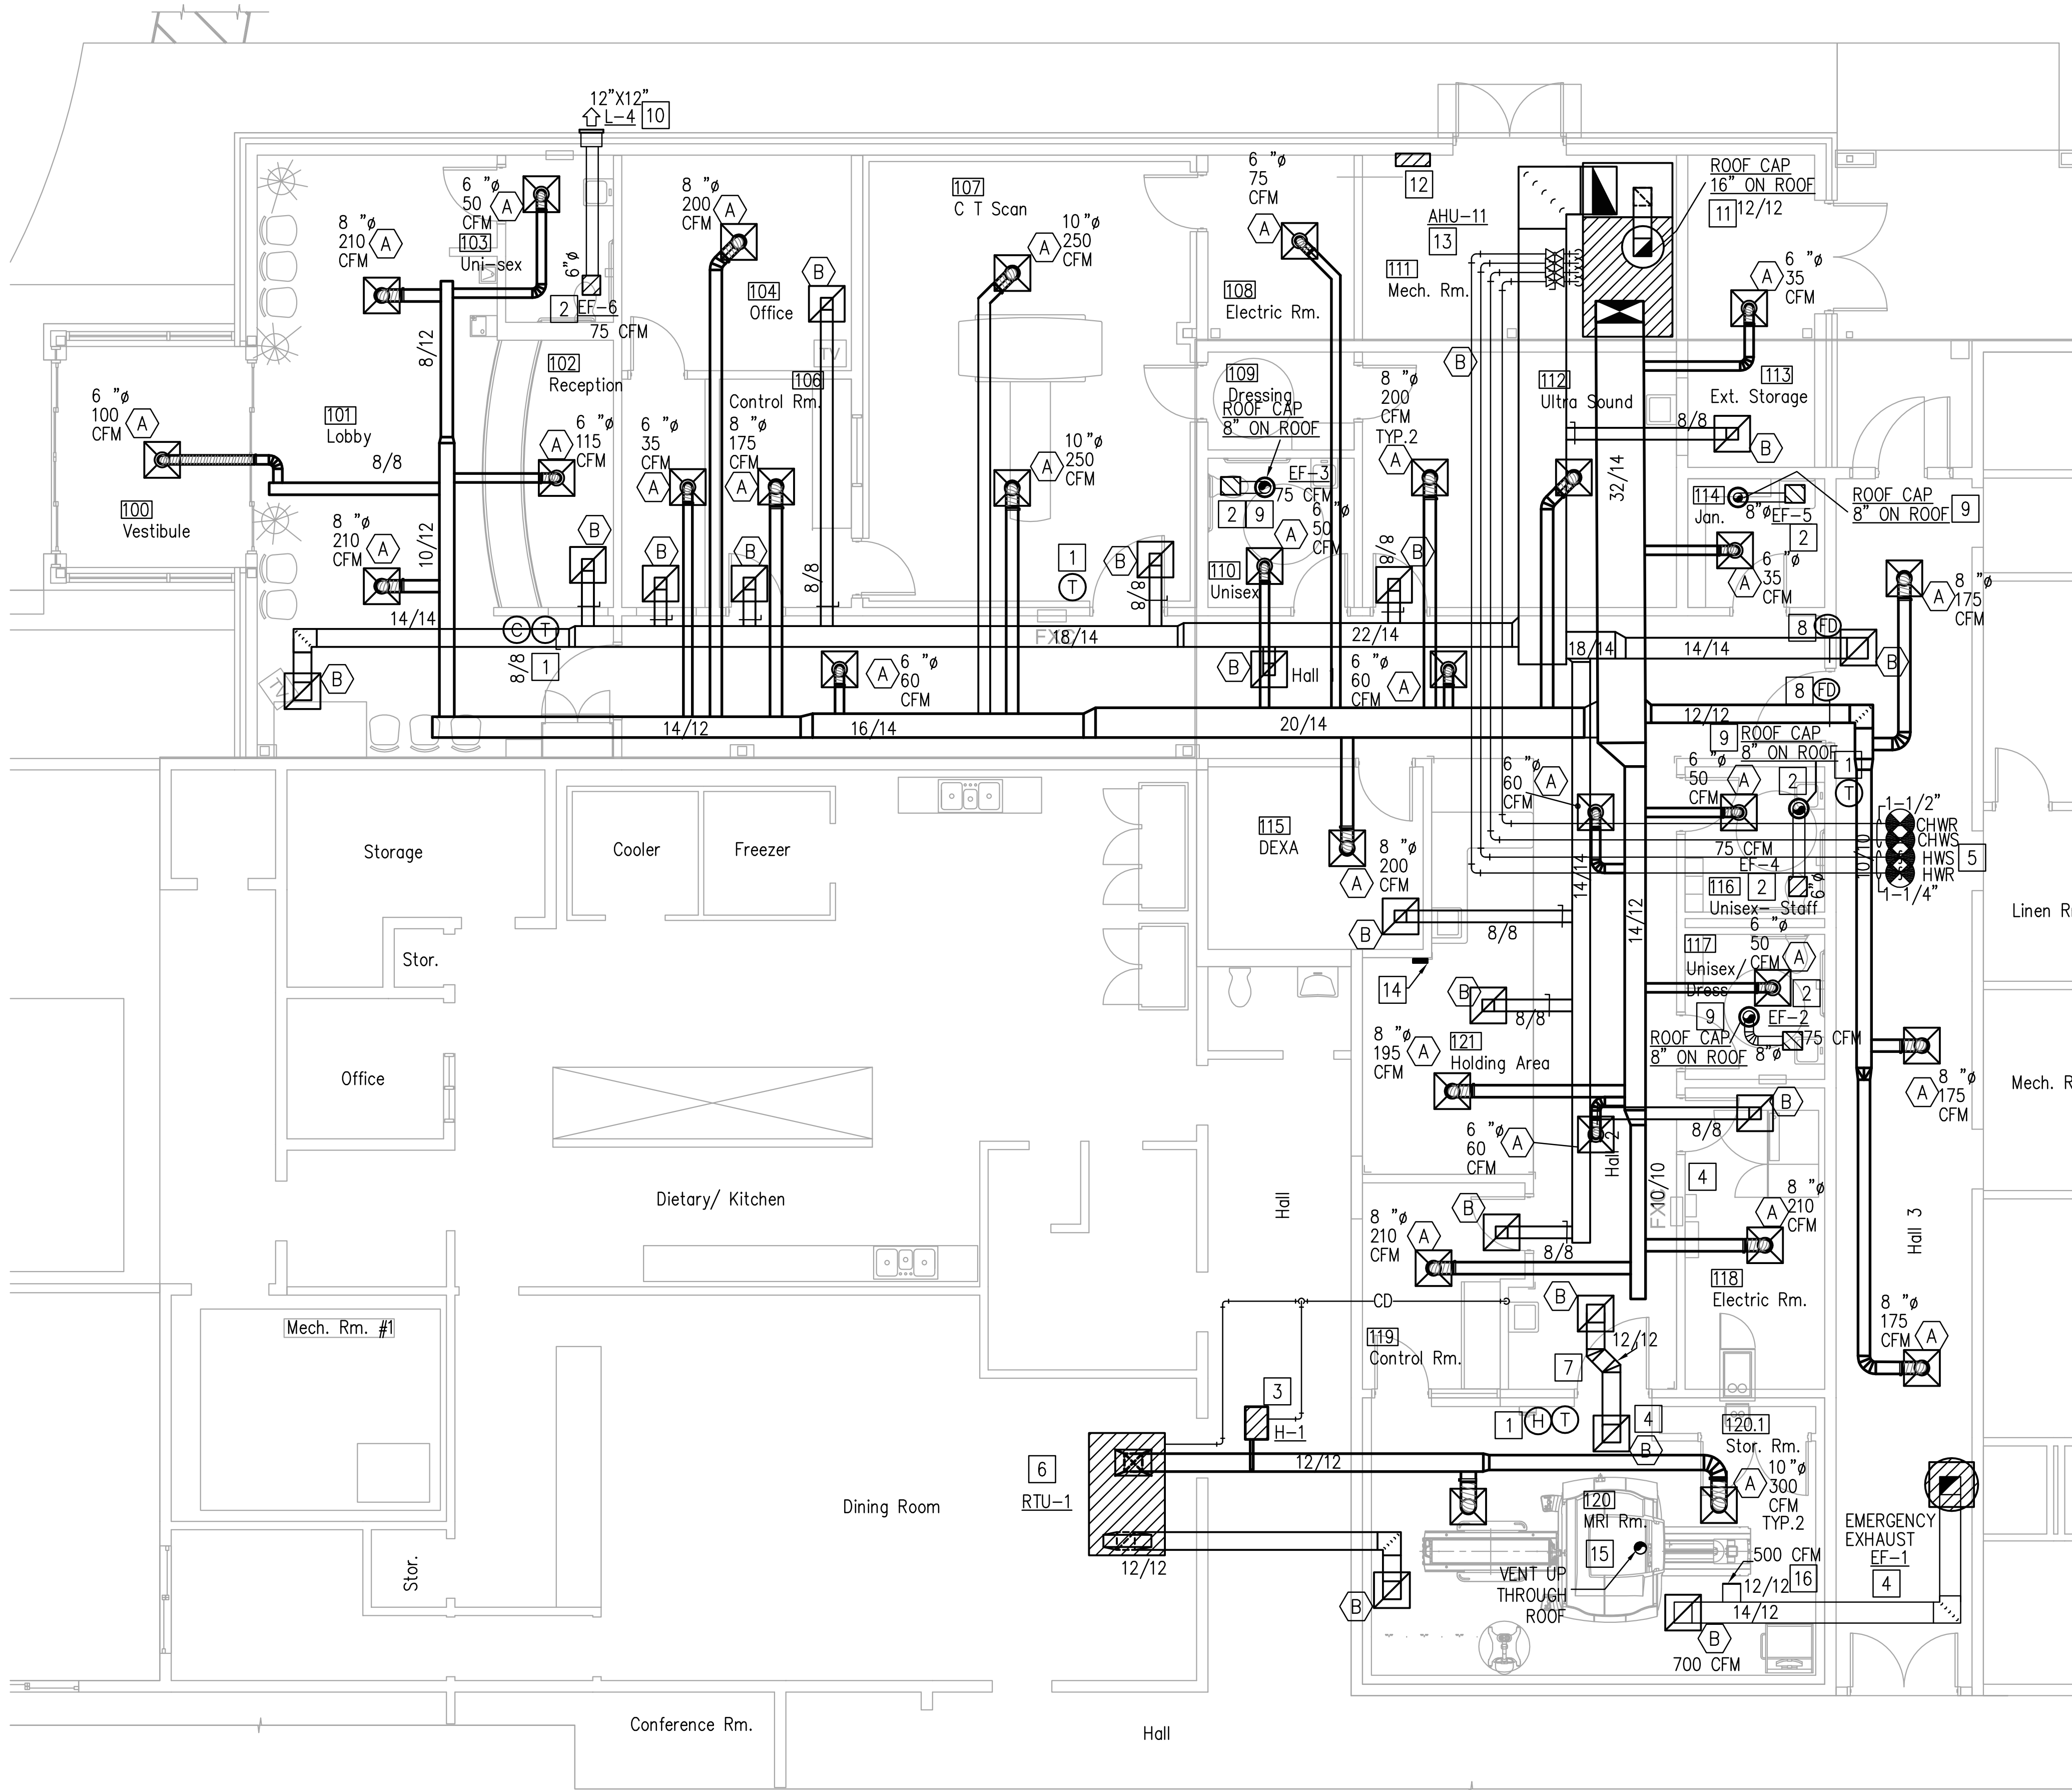 12"X12"
L-4
10
6 "ø
50
CFM
A
103
Uni-sex
8 "ø
210
CFM
A
6"ø
2
EF-6
75 CFM
8 "ø
200
CFM
A
B
104
Office
107
C T Scan
A
10"ø
250
CFM
6 "ø
75
CFM
A
108
Electric Rm.
12
AHU-11
13
111
Mech. Rm.
ROOF CAP
16" ON ROOF
11
12/12
A
6 "ø
35
CFM
8/12
102
Reception
TV
106
Control Rm.
109
Dressing
ROOF CAP
8" ON ROOF
B
112
Ultra Sound
113
Ext. Storage
8/8
B
6 "ø
100
CFM
A
101
Lobby
8/8
100
Vestibule
A
6 "ø
115
CFM
6 "ø
35
CFM
A
8 "ø
175
CFM
A
A
10"ø
250
CFM
EF-3
75 CFM
2
9
6 "ø
50
CFM
A
110
Unisex
8 "ø
200
CFM
TYP.2
A
32/14
114
Jan.
8"ø
EF-5
2
ROOF CAP
8" ON ROOF
9
A
6 "ø
35
CFM
8 "ø
210
CFM
A
10/12
B
B
B
8/8
1
T
B
8/8
8/8
B
A
8 "ø
175
CFM
14/14
C
T
1
8/8
FXC
18/14
22/14
18/14
14/14
8
FD
B
TV
B
A
6 "ø
60
CFM
B
Hall
6 "ø
60
CFM
A
8
FD
14/12
16/14
20/14
12/12
9
ROOF CAP
8" ON ROOF
1
T
6 "ø
60
CFM
A
6 "ø
50
CFM
A
2
1-1/2"
CHWR
CHWS
HWS
HWR
5
1-1/4"
10/10
75 CFM
EF-4
116
2
6"ø
Unisex- Staff
115
DEXA
8 "ø
200
CFM
A
14/14
14/12
B
8/8
Storage
Cooler
Freezer
Stor.
Office
14
B
8/8
117
Unisex/
Dress
6 "ø
50
CFM
A
2
9
EF-2
75 CFM
ROOF CAP
8" ON ROOF
8"ø
Linen R
Mech. R
8 "ø
195
CFM
A
121
Holding Area
A
8 "ø
175
CFM
B
8/8
6 "ø
60
CFM
A
Hall 2
4
10/10
FXC
A
8 "ø
210
CFM
Dietary/ Kitchen
Hall
Hall 3
8 "ø
210
CFM
A
B
8/8
118
Electric Rm.
CD
B
Mech. Rm. #1
119
Control Rm.
12/12
7
8 "ø
175
CFM
A
3
H-1
1
H
T
4
B
120.1
Stor. Rm.
6
RTU-1
12/12
A
10"ø
300
CFM
TYP.2
Dining Room
120
MRI Rm.
15
12/12
B
VENT UP
THROUGH
ROOF
500 CFM
12/12
16
14/12
B
700 CFM
EMERGENCY
EXHAUST
EF-1
4
Stor.
Conference Rm.
Hall